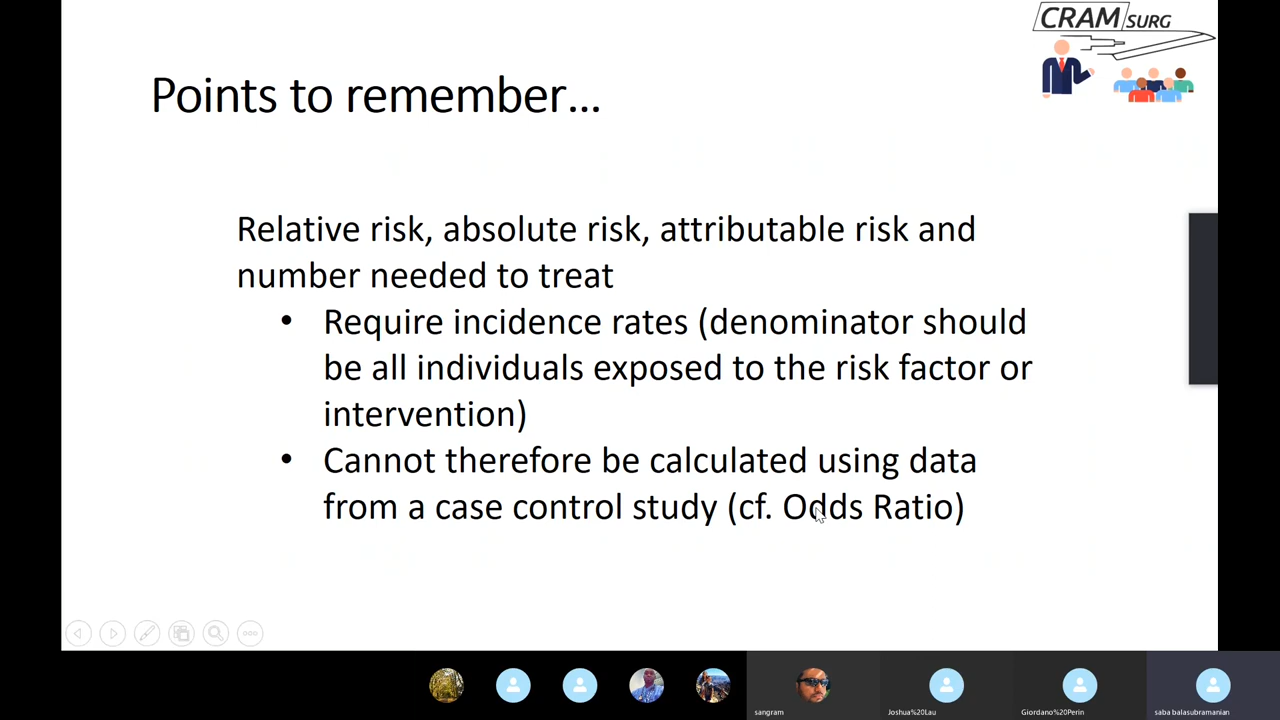 CRAM SURG
Points to remember...
Relative risk, absolute risk, attributable risk and
number needed to treat
• Require incidence rates (denominator should
be all individuals exposed to the risk factor or
intervention)
• Cannot therefore be calculated using data
from a case control study (cf. Odds Ratio)
sangram
Joshua%20Lau
Giordano%20Perin
saba balasubramanian